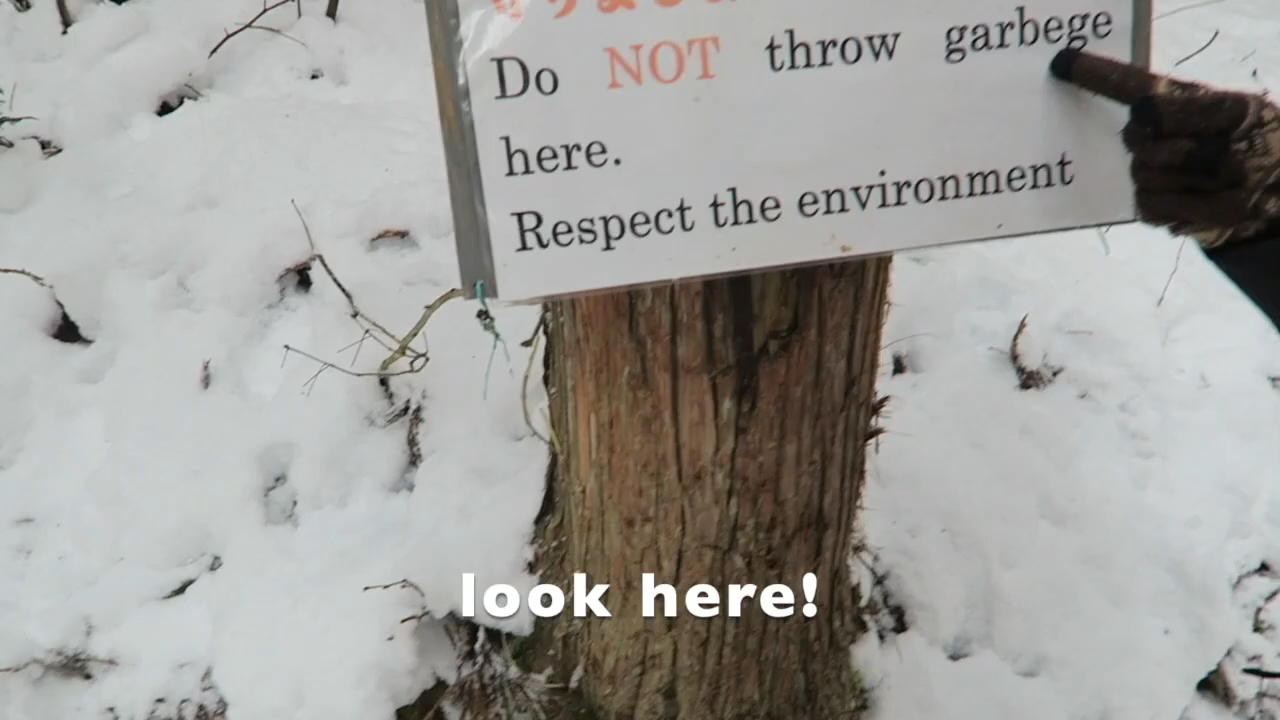 Do NOT throw garbege
here.
Respect the environment
look here!